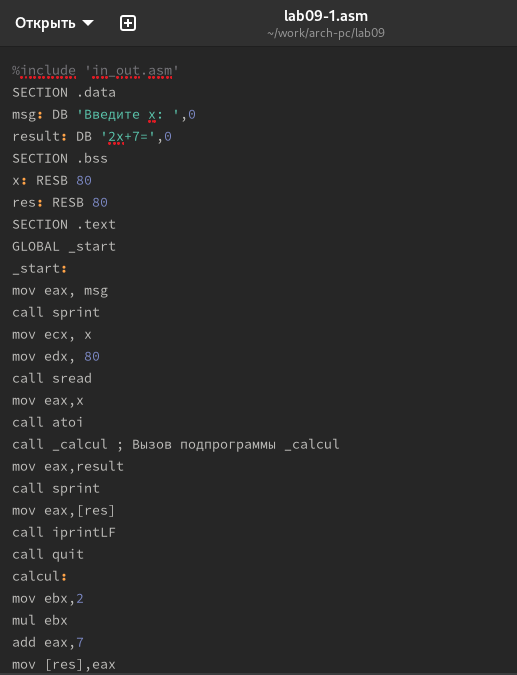 Открыть
lab09-1.asm
~/work/arch-pc/lab09
%include 'in_out.asm'
SECTION .data
msg: DB 'Введите x: ',0
result: DB '2x+7=',0
SECTION .bss
x: RESB 80
res: RESB 80
SECTION .text
GLOBAL _start
_start:
mov eax, msg
call sprint
mov ecx, x
mov edx, 80
call sread
mov eax,x
call atoi
call _calcul ; Вызов подпрограммы _calcul
mov eax,result
call sprint
mov eax,[res]
call iprintLF
call quit
calcul:
mov ebx,2
mul ebx
add eax,7
mov [res],eax